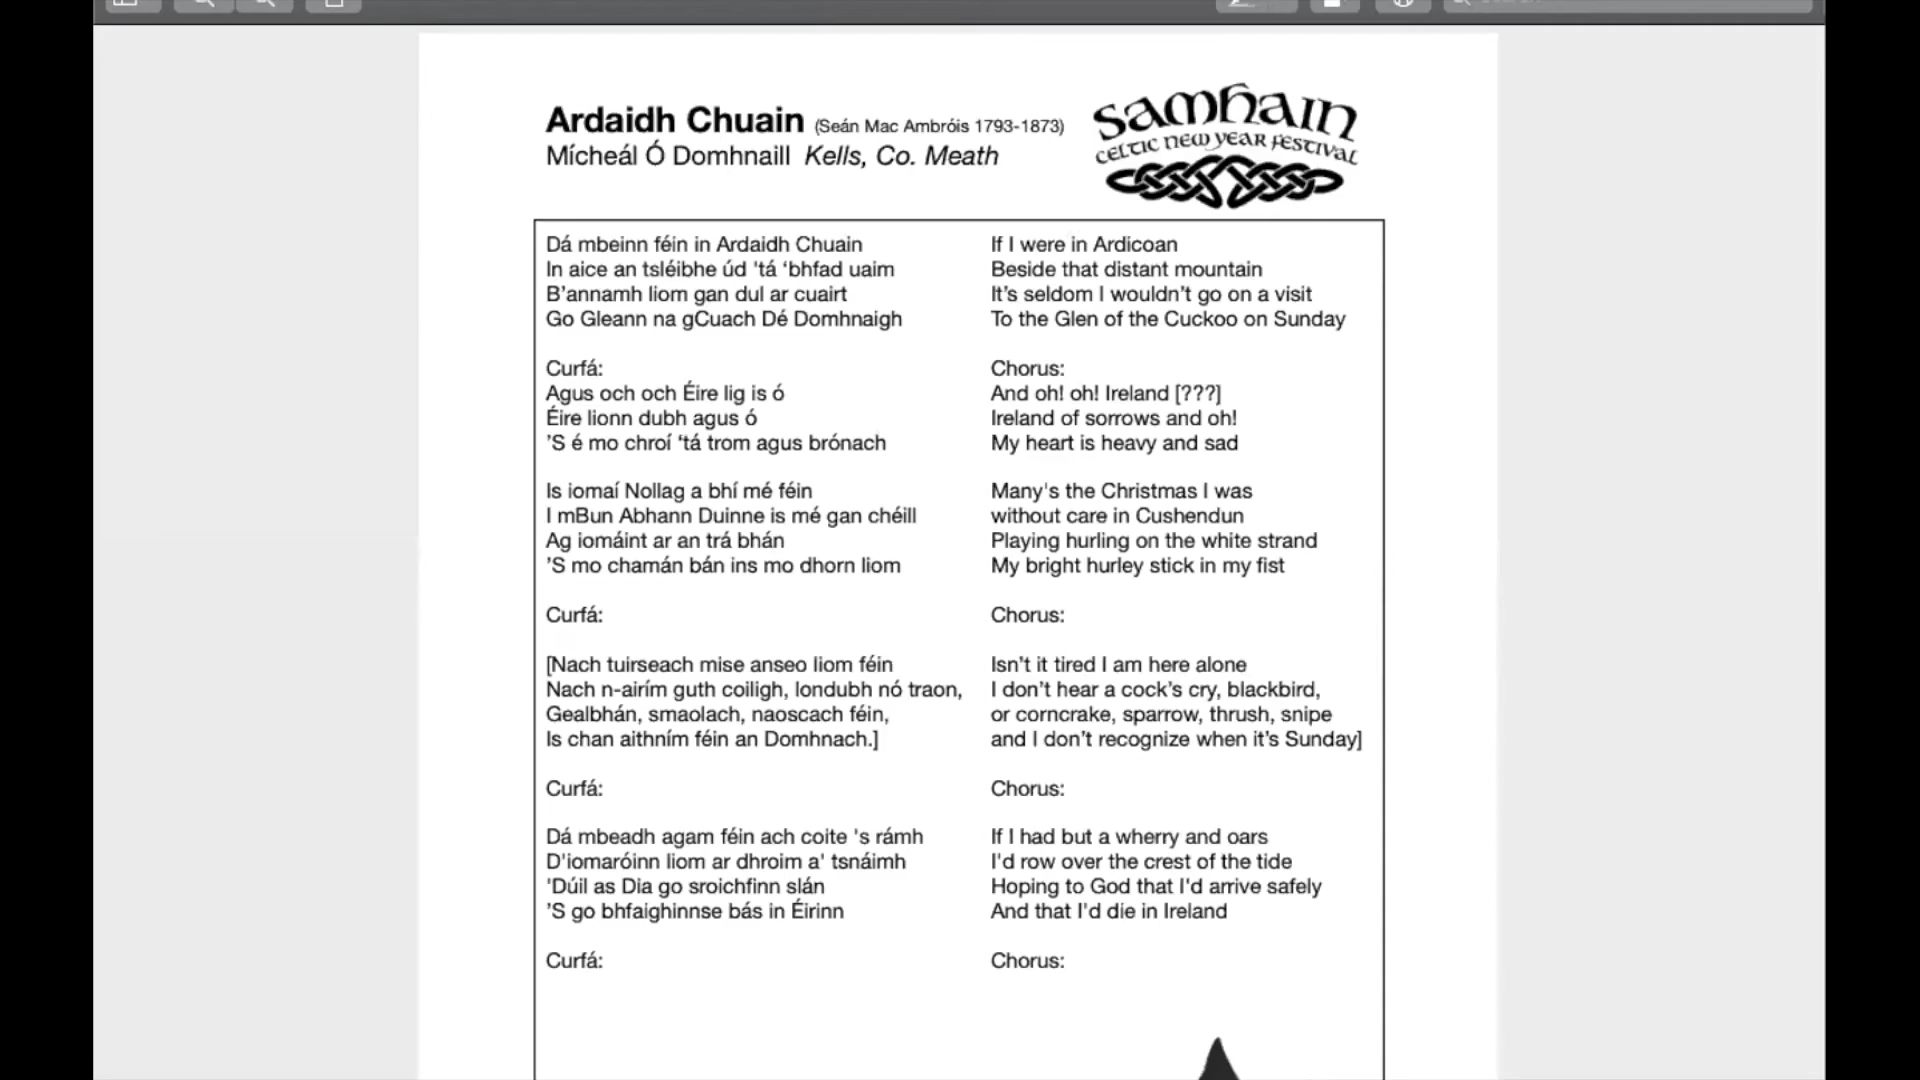 Ardaidh Chuain (Seán Mac Ambróis 1793-1873)
Mícheál Ó Domhnaill Kells, Co. Meath
SAMHAIN
CELTIC NEW YEAR FESTIVAL
Dá mbeinn féin in Ardaidh Chuain
In aice an tsléibhe úd 'tá ‘bhfad uaim
B’annamh liom gan dul ar cuairt
Go Gleann na gCuach Dé Domhnaigh
Curfá:
Agus och och Éire lig is ó
Éire lionn dubh agus ó
’S é mo chroí ‘tá trom agus brónach
Is iomaí Nollag a bhí mé féin
I mBun Abhann Duinne is mé gan chéill
Ag iomáint ar an trá bhán
’S mo chamán bán ins mo dhorn liom
Curfá:
[Nach tuirseach mise anseo liom féin
Nach n-airím guth coiligh, londubh nó traon,
Gealbhán, smaolach, naoscach féin,
Is chan aithním féin an Domhnach.]
Curfá:
Dá mbeadh agam féin ach coite 's rámh
D'iomaróinn liom ar dhroim a' tsnáimh
'Dúil as Dia go sroichfinn slán
’S go bhfaighinnse bás in Éirinn
Curfá:
If I were in Ardicoan
Beside that distant mountain
It’s seldom I wouldn’t go on a visit
To the Glen of the Cuckoo on Sunday
Chorus:
And oh! oh! Ireland [???]
Ireland of sorrows and oh!
My heart is heavy and sad
Many's the Christmas I was
without care in Cushendun
Playing hurling on the white strand
My bright hurley stick in my fist
Chorus:
Isn’t it tired I am here alone
I don’t hear a cock’s cry, blackbird,
or corncrake, sparrow, thrush, snipe
and I don’t recognize when it’s Sunday]
Chorus:
If I had but a wherry and oars
I'd row over the crest of the tide
Hoping to God that I'd arrive safely
And that I'd die in Ireland
Chorus: